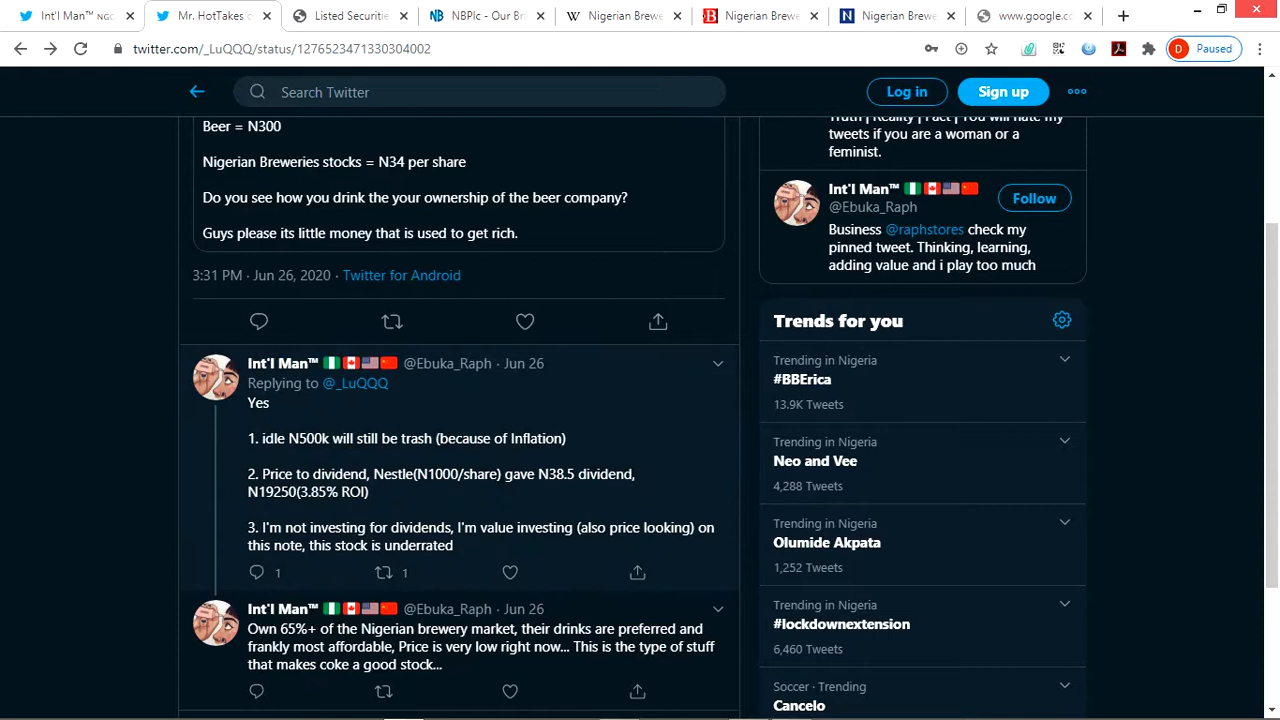 Int'l Man™ NGC
Mr. HotTakes. c
Listed Securitie
NBPlc - Our Br
Nigerian Brewe
Nigerian Brewe
Nigerian Brewe
www.google.cc
twitter.com/_LuQQQ/status/1276523471330304002
D Paused
Search Twitter
Log in
Sign up
Beer = N300
Nigerian Breweries stocks = N34 per share
Do you see how you drink the your ownership of the beer company?
Guys please its little money that is used to get rich.
3:31 PM · Jun 26, 2020 · Twitter for Android
Int'l Man™ @Ebuka_Raph · Jun 26
Replying to @_LuQQQ
Yes
1. idle N500k will still be trash (because of Inflation)
2. Price to dividend, Nestle(N1000/share) gave N38.5 dividend,
N19250(3.85% ROI)
3. I'm not investing for dividends, I'm value investing (also price looking) on
this note, this stock is underrated
1 1
Int'l Man™ @Ebuka_Raph · Jun 26
Own 65%+ of the Nigerian brewery market, their drinks are preferred and
frankly most affordable, Price is very low right now... This is the type of stuff
that makes coke a good stock...
Truth | Reality | Fact | You will hate my
tweets if you are a woman or a
feminist.
Int'l Man™
@Ebuka_Raph
Follow
Business @raphstores check my
pinned tweet. Thinking, learning,
adding value and i play too much
Trends for you
Trending in Nigeria
#BBErica
13.9K Tweets
Trending in Nigeria
Neo and Vee
4,288 Tweets
Trending in Nigeria
Olumide Akpata
1,252 Tweets
Trending in Nigeria
#lockdownextension
6,460 Tweets
Soccer · Trending
Cancelo